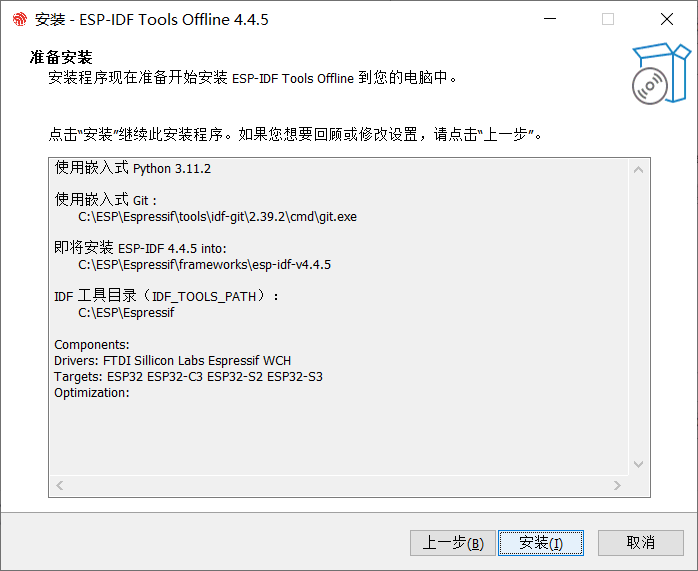 安装 - ESP-IDF Tools Offline 4.4.5
准备安装
安装程序现在准备开始安装 ESP-IDF Tools Offline 到您的电脑中。
点击“安装”继续此安装程序。如果您想要回顾或修改设置，请点击“上一步”。
使用嵌入式 Python 3.11.2
使用嵌入式 Git：
C:\ESP\Espressif\tools\idf-git\2.39.2\cmd\git.exe
即将安装 ESP-IDF 4.4.5 into:
C:\ESP\Espressif\frameworks\esp-idf-v4.4.5
IDF 工具目录（IDF_TOOLS_PATH）：
C:\ESP\Espressif
Components:
Drivers: FTDI Sillicon Labs Espressif WCH
Targets: ESP32 ESP32-C3 ESP32-S2 ESP32-S3
Optimization:
上一步(B) 安装(I) 取消